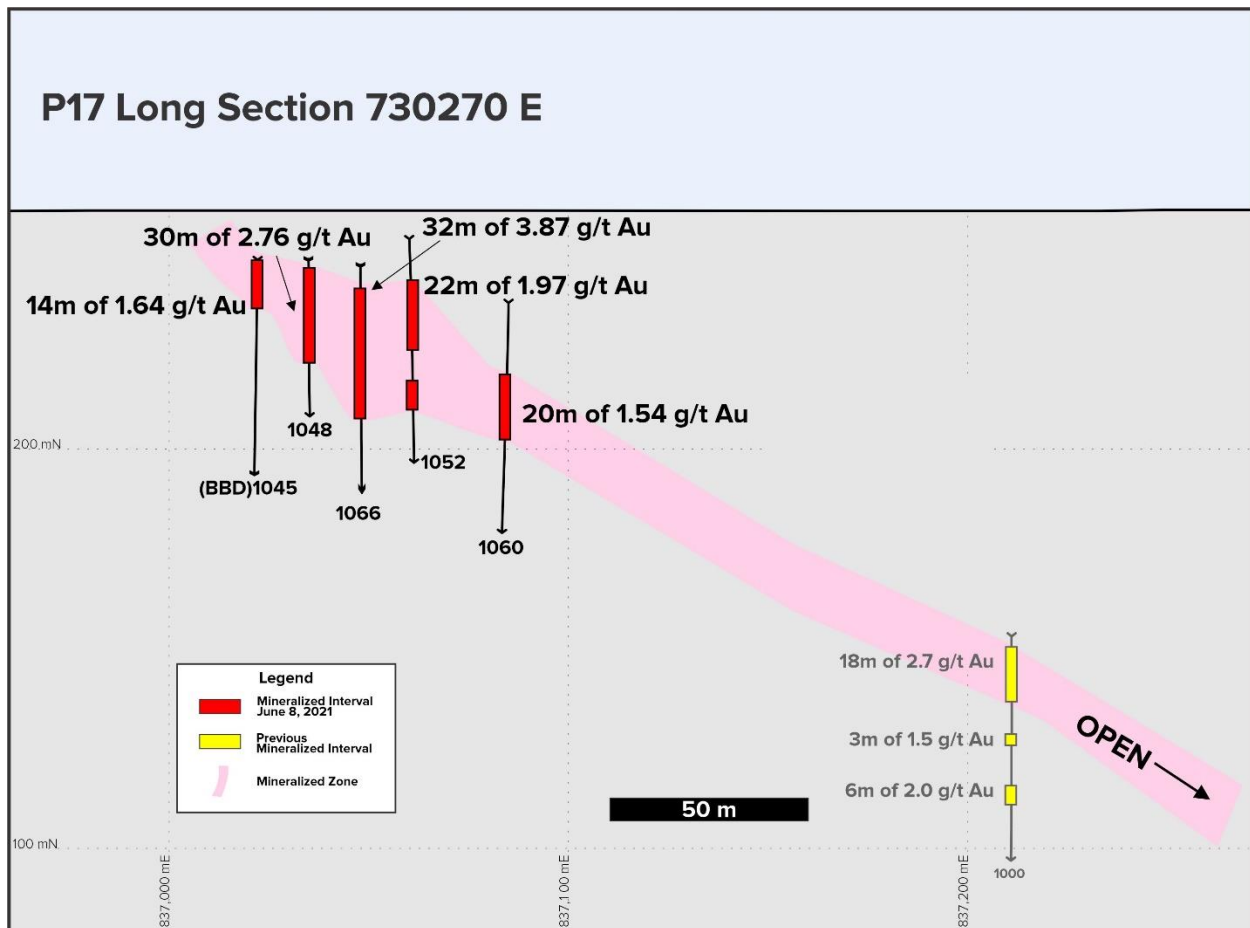 P17 Long Section 730270 E
30m of 2.76 g/t Au
32m of 3.87 g/t Au
14m of 1.64 g/t Au
22m of 1.97 g/t Au
20m of 1.54 g/t Au
200 mN
(BBD)1045
1048
1066
1052
1060
18m of 2.7 g/t Au
3m of 1.5 g/t Au
6m of 2.0 g/t Au
OPEN
1000
Legend
Mineralized Interval
June 8, 2021
Previous
Mineralized Interval
Mineralized Zone
50 m
100 mN
837,000 mE
837,100 mE
837,200 mE